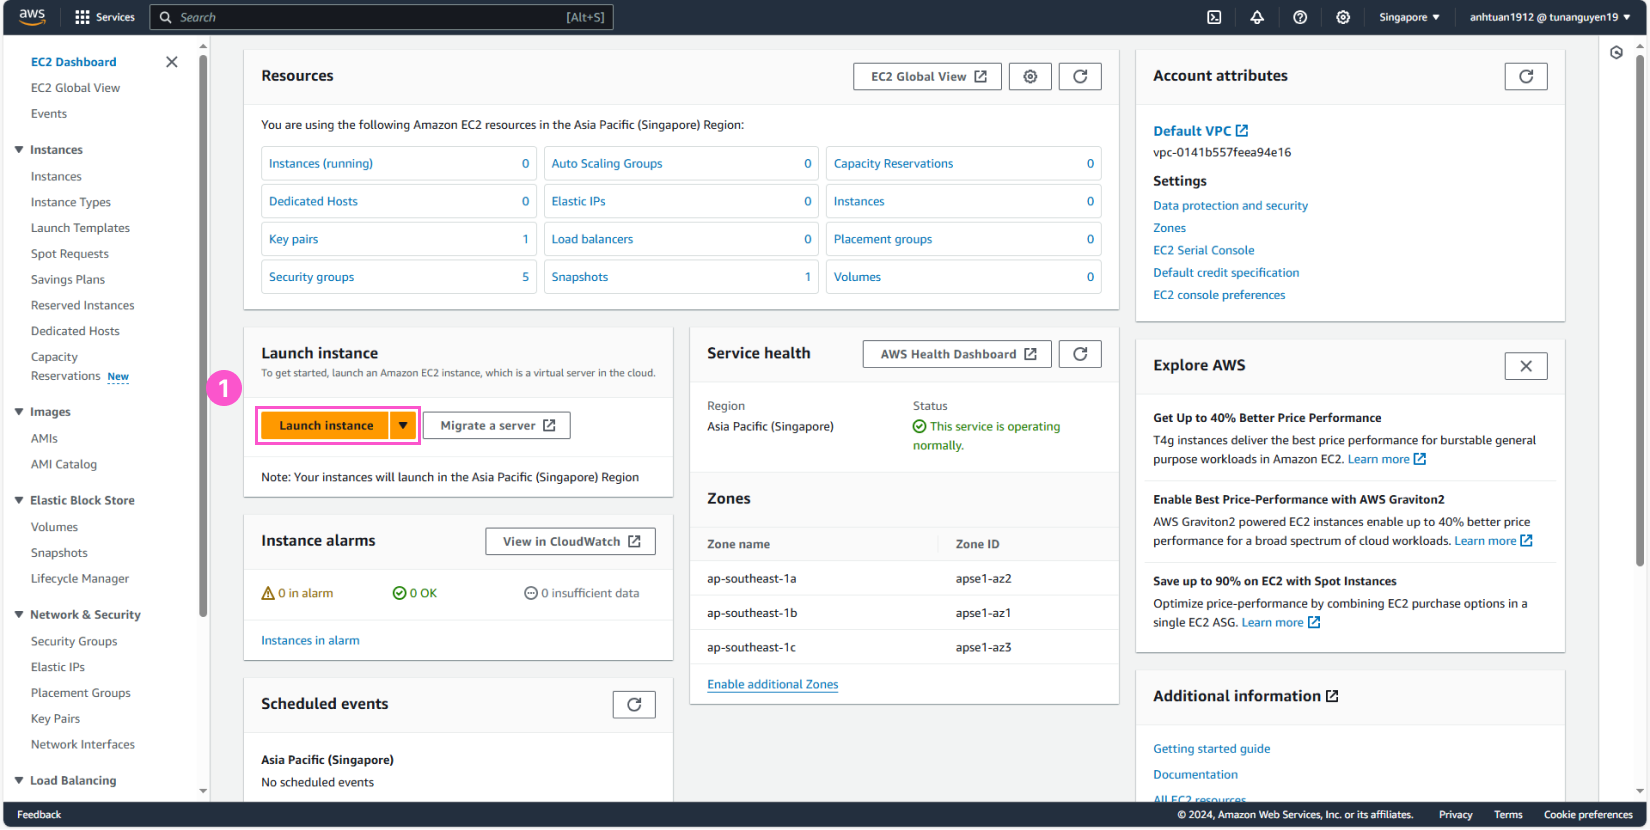 aws
Services
Search
[Alt+S]
Singapore
anhtuan1912 @ tunanguyen19
EC2 Dashboard
EC2 Global View
Events
Instances
Instances
Instance Types
Launch Templates
Spot Requests
Savings Plans
Reserved Instances
Dedicated Hosts
Capacity
Reservations New
Images
AMIs
AMI Catalog
Elastic Block Store
Volumes
Snapshots
Lifecycle Manager
Network & Security
Security Groups
Elastic IPs
Placement Groups
Key Pairs
Network Interfaces
Load Balancing
Resources
EC2 Global View
You are using the following Amazon EC2 resources in the Asia Pacific (Singapore) Region:
Instances (running) 0
Auto Scaling Groups 0
Capacity Reservations 0
Dedicated Hosts 0
Elastic IPs 0
Instances 0
Key pairs 1
Load balancers 0
Placement groups 0
Security groups 5
Snapshots 1
Volumes 0
Launch instance
To get started, launch an Amazon EC2 instance, which is a virtual server in the cloud.
1
Launch instance
Migrate a server
Note: Your instances will launch in the Asia Pacific (Singapore) Region
Instance alarms
View in CloudWatch
0 in alarm
0 OK
0 insufficient data
Instances in alarm
Scheduled events
Asia Pacific (Singapore)
No scheduled events
Service health
AWS Health Dashboard
Region
Asia Pacific (Singapore)
Status
This service is operating
normally.
Zones
Zone name
Zone ID
ap-southeast-1a
apse1-az2
ap-southeast-1b
apse1-az1
ap-southeast-1c
apse1-az3
Enable additional Zones
Account attributes
Default VPC
vpc-0141b557feea94e16
Settings
Data protection and security
Zones
EC2 Serial Console
Default credit specification
EC2 console preferences
Explore AWS
Get Up to 40% Better Price Performance
T4g instances deliver the best price performance for burstable general
purpose workloads in Amazon EC2. Learn more
Enable Best Price-Performance with AWS Graviton2
AWS Graviton2 powered EC2 instances enable up to 40% better price
performance for a broad spectrum of cloud workloads. Learn more
Save up to 90% on EC2 with Spot Instances
Optimize price-performance by combining EC2 purchase options in a
single EC2 ASG. Learn more
Additional information
Getting started guide
Documentation
All EC2 resources
Feedback
© 2024, Amazon Web Services, Inc. or its affiliates.
Privacy
Terms
Cookie preferences